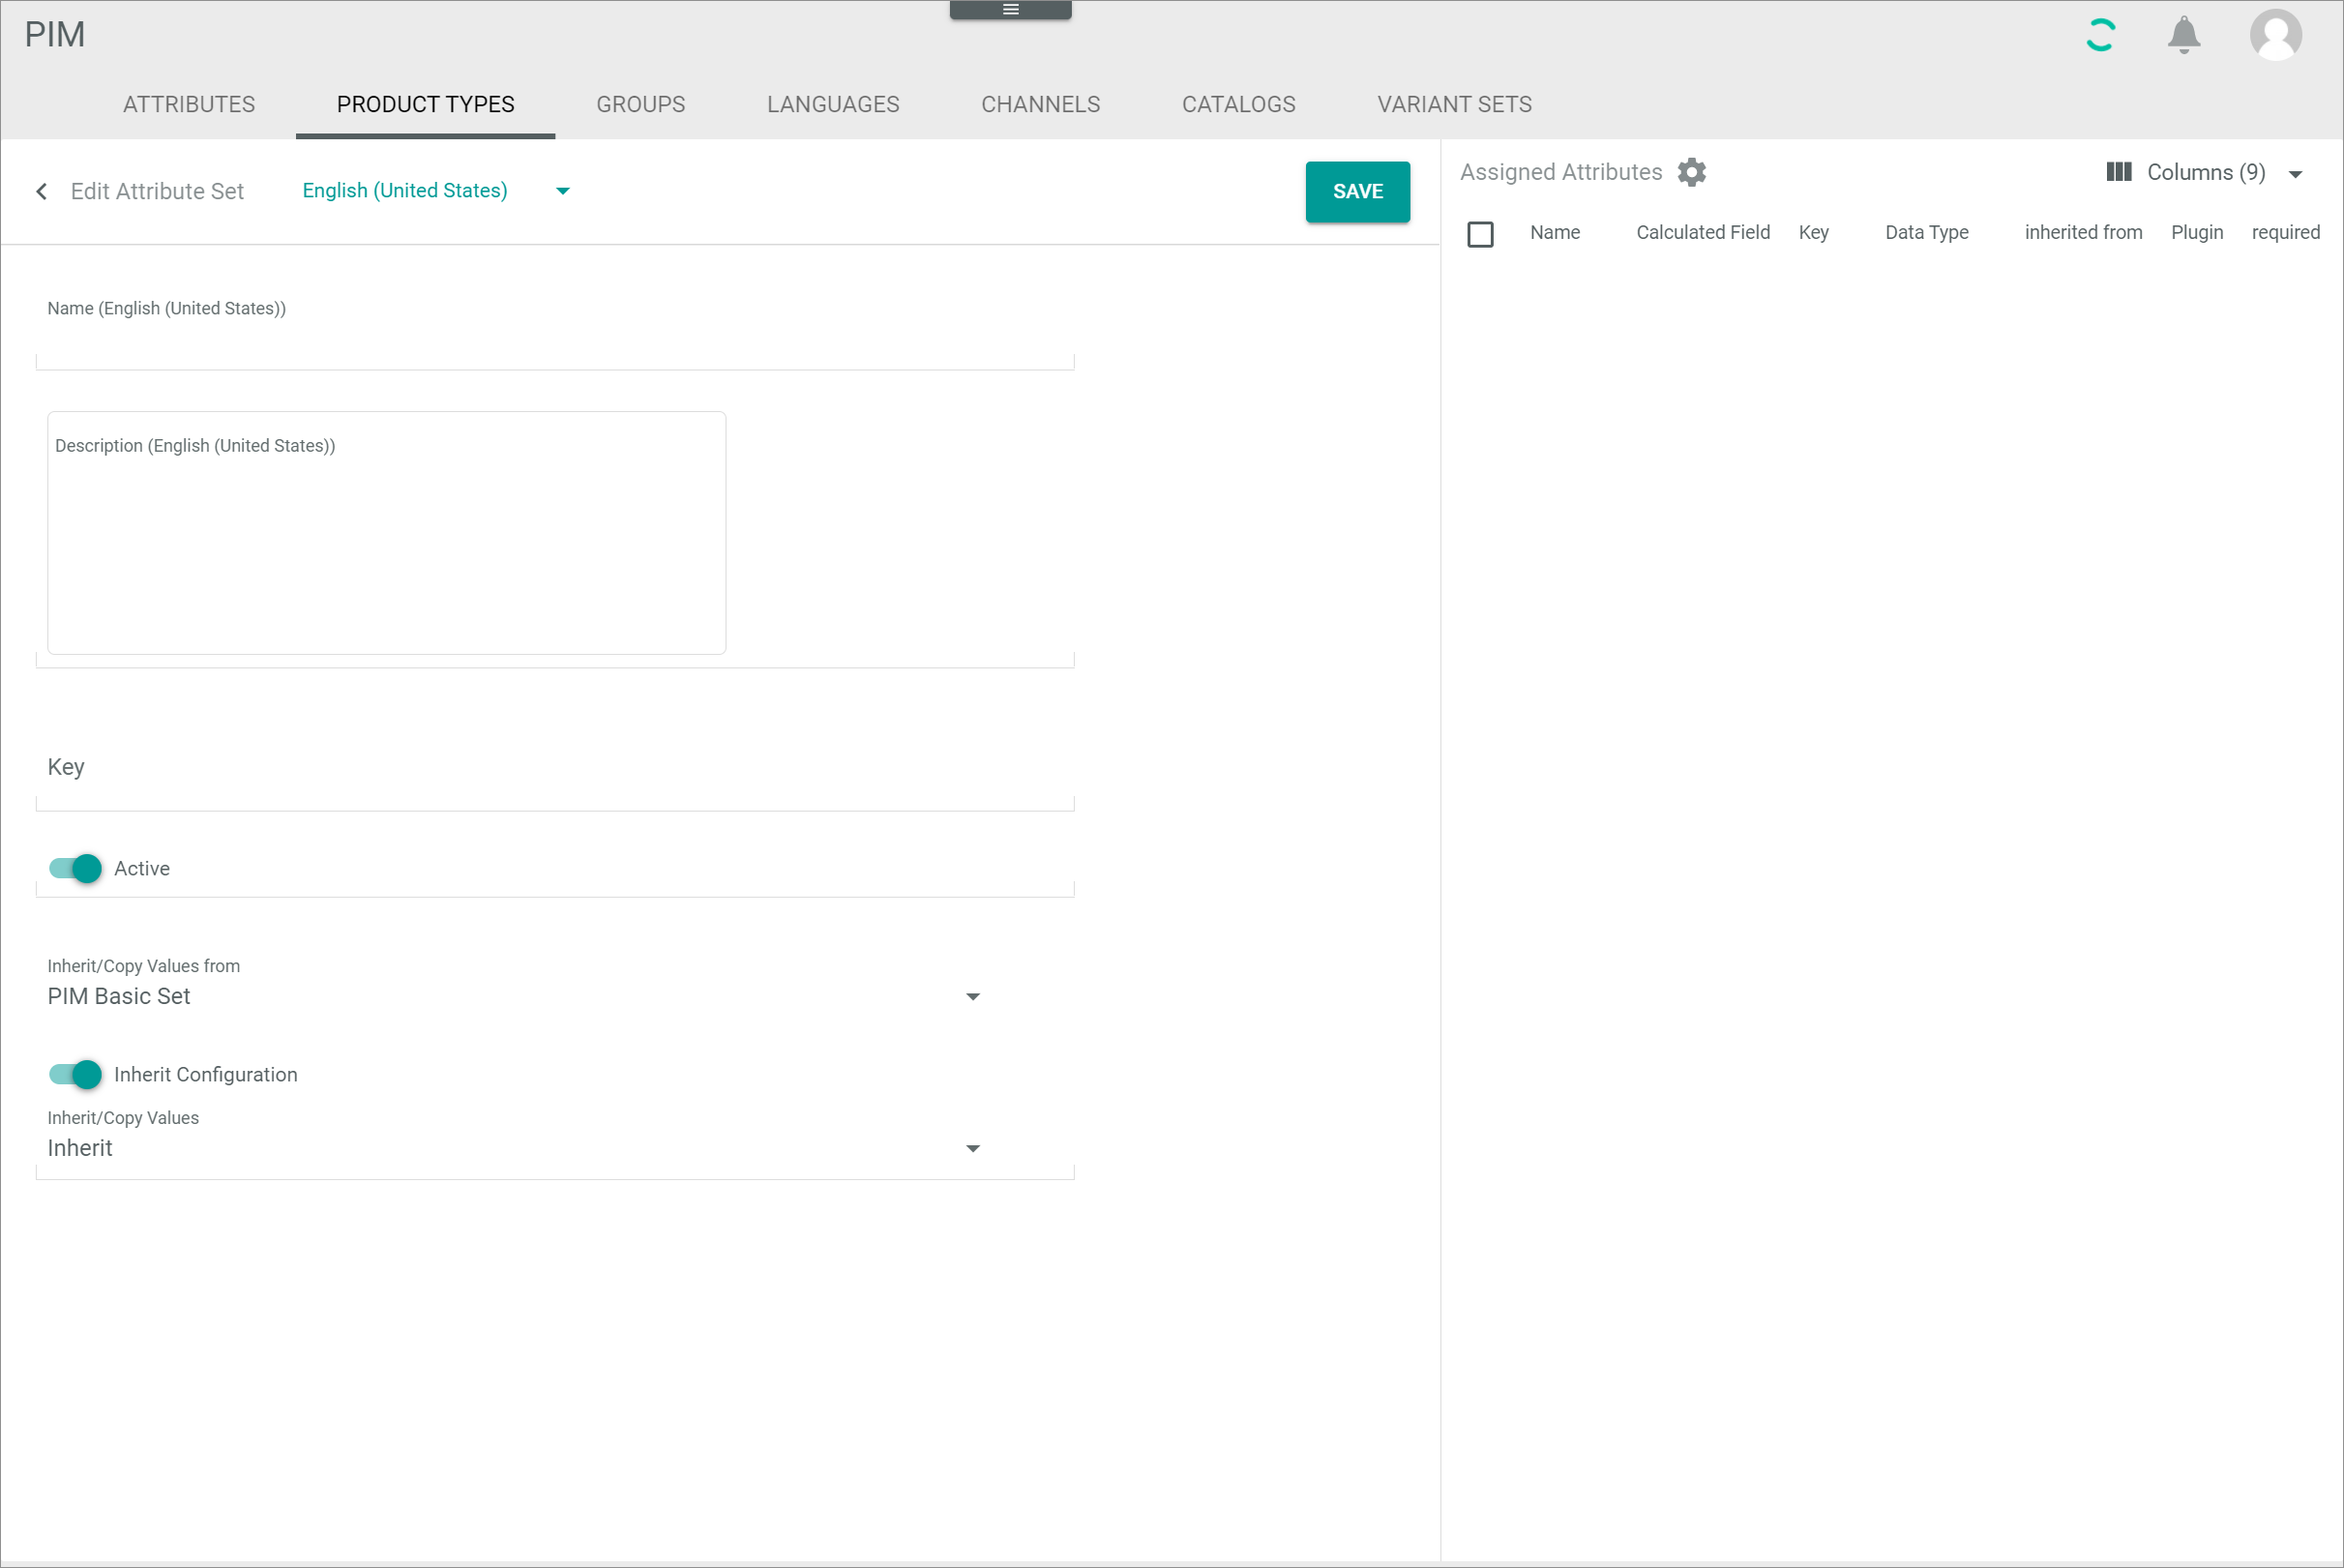 PIM
ATTRIBUTES PRODUCT TYPES GROUPS LANGUAGES CHANNELS CATALOGS VARIANT SETS
Edit Attribute Set English (United States) SAVE
Assigned Attributes Columns (9)
Name Calculated Field Key Data Type inherited from Plugin required
Name (English (United States))
Description (English (United States))
Key
Active
Inherit/Copy Values from
PIM Basic Set
Inherit Configuration
Inherit/Copy Values
Inherit